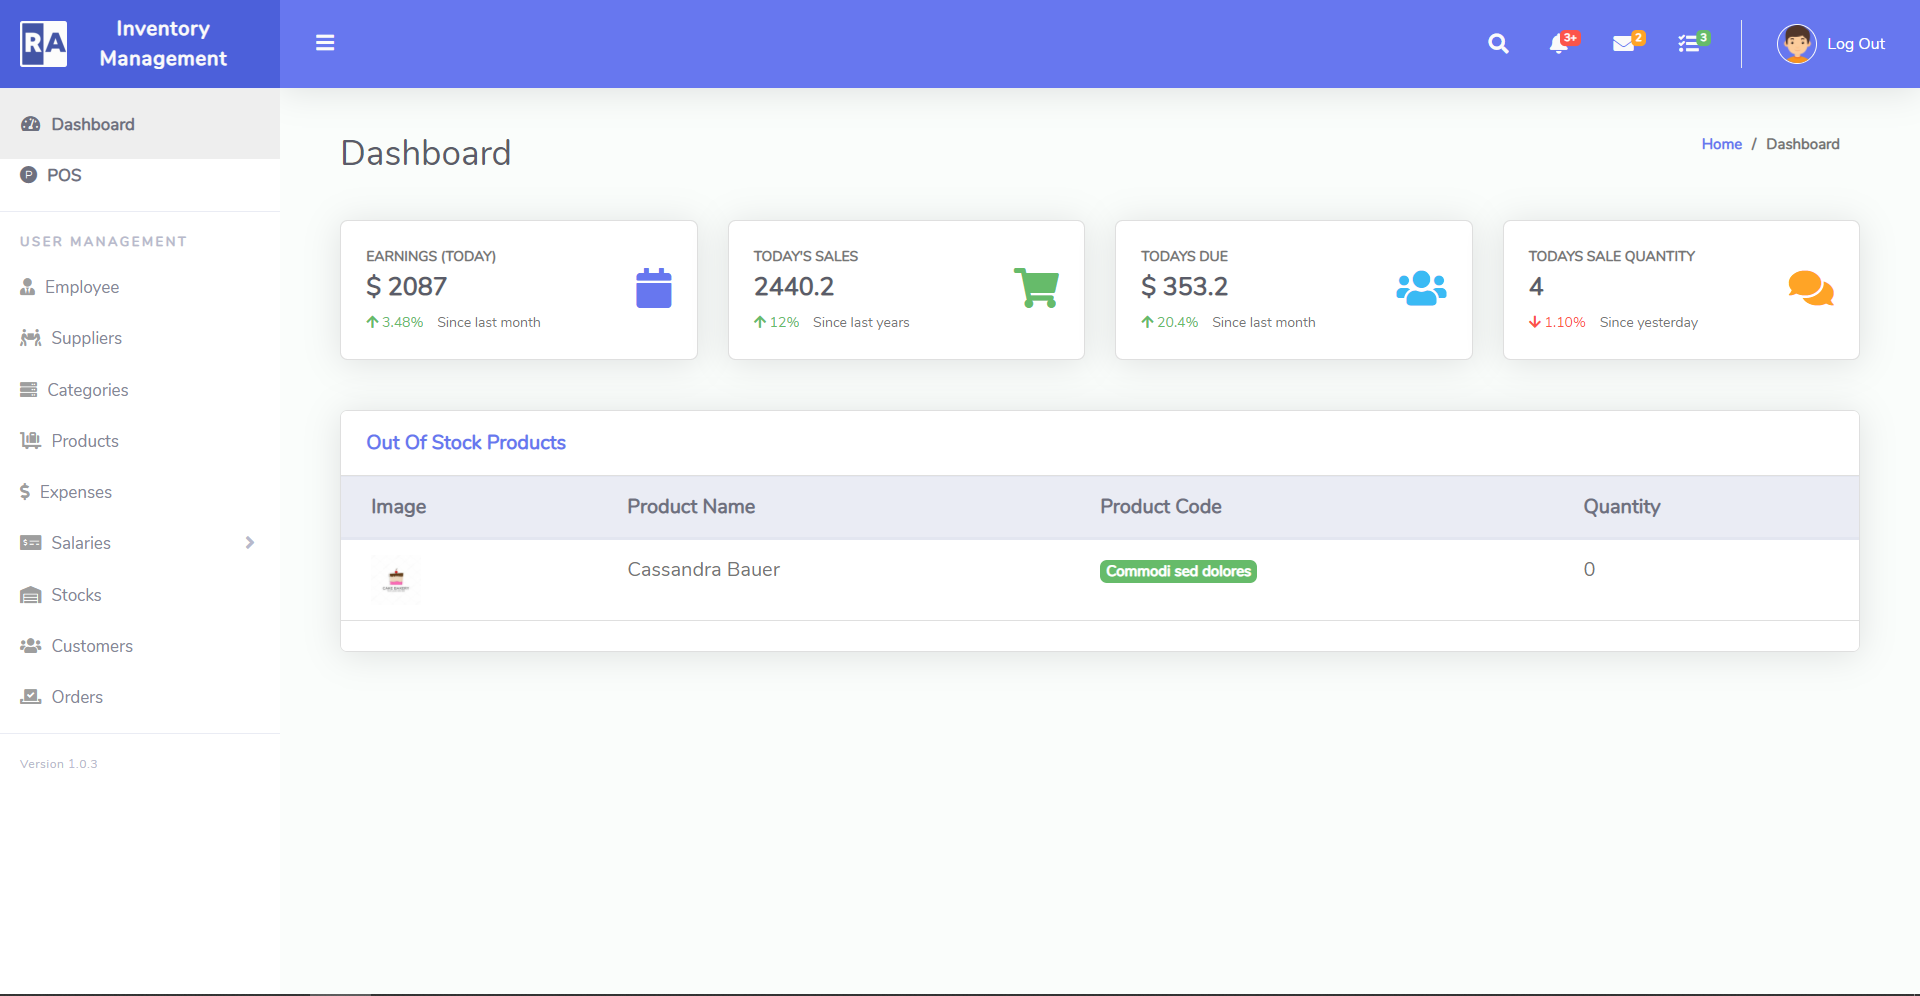 RA
Inventory
Management
3+
2
3
Log Out
Dashboard
POS
USER MANAGEMENT
Employee
Suppliers
Categories
Products
Expenses
Salaries
Stocks
Customers
Orders
Version 1.0.3
Dashboard
Home / Dashboard
EARNINGS (TODAY)
$ 2087
3.48% Since last month
TODAY'S SALES
2440.2
12% Since last years
TODAYS DUE
$ 353.2
20.4% Since last month
TODAYS SALE QUANTITY
4
1.10% Since yesterday
Out Of Stock Products
Image Product Name Product Code Quantity
Cassandra Bauer Commodi sed dolores 0